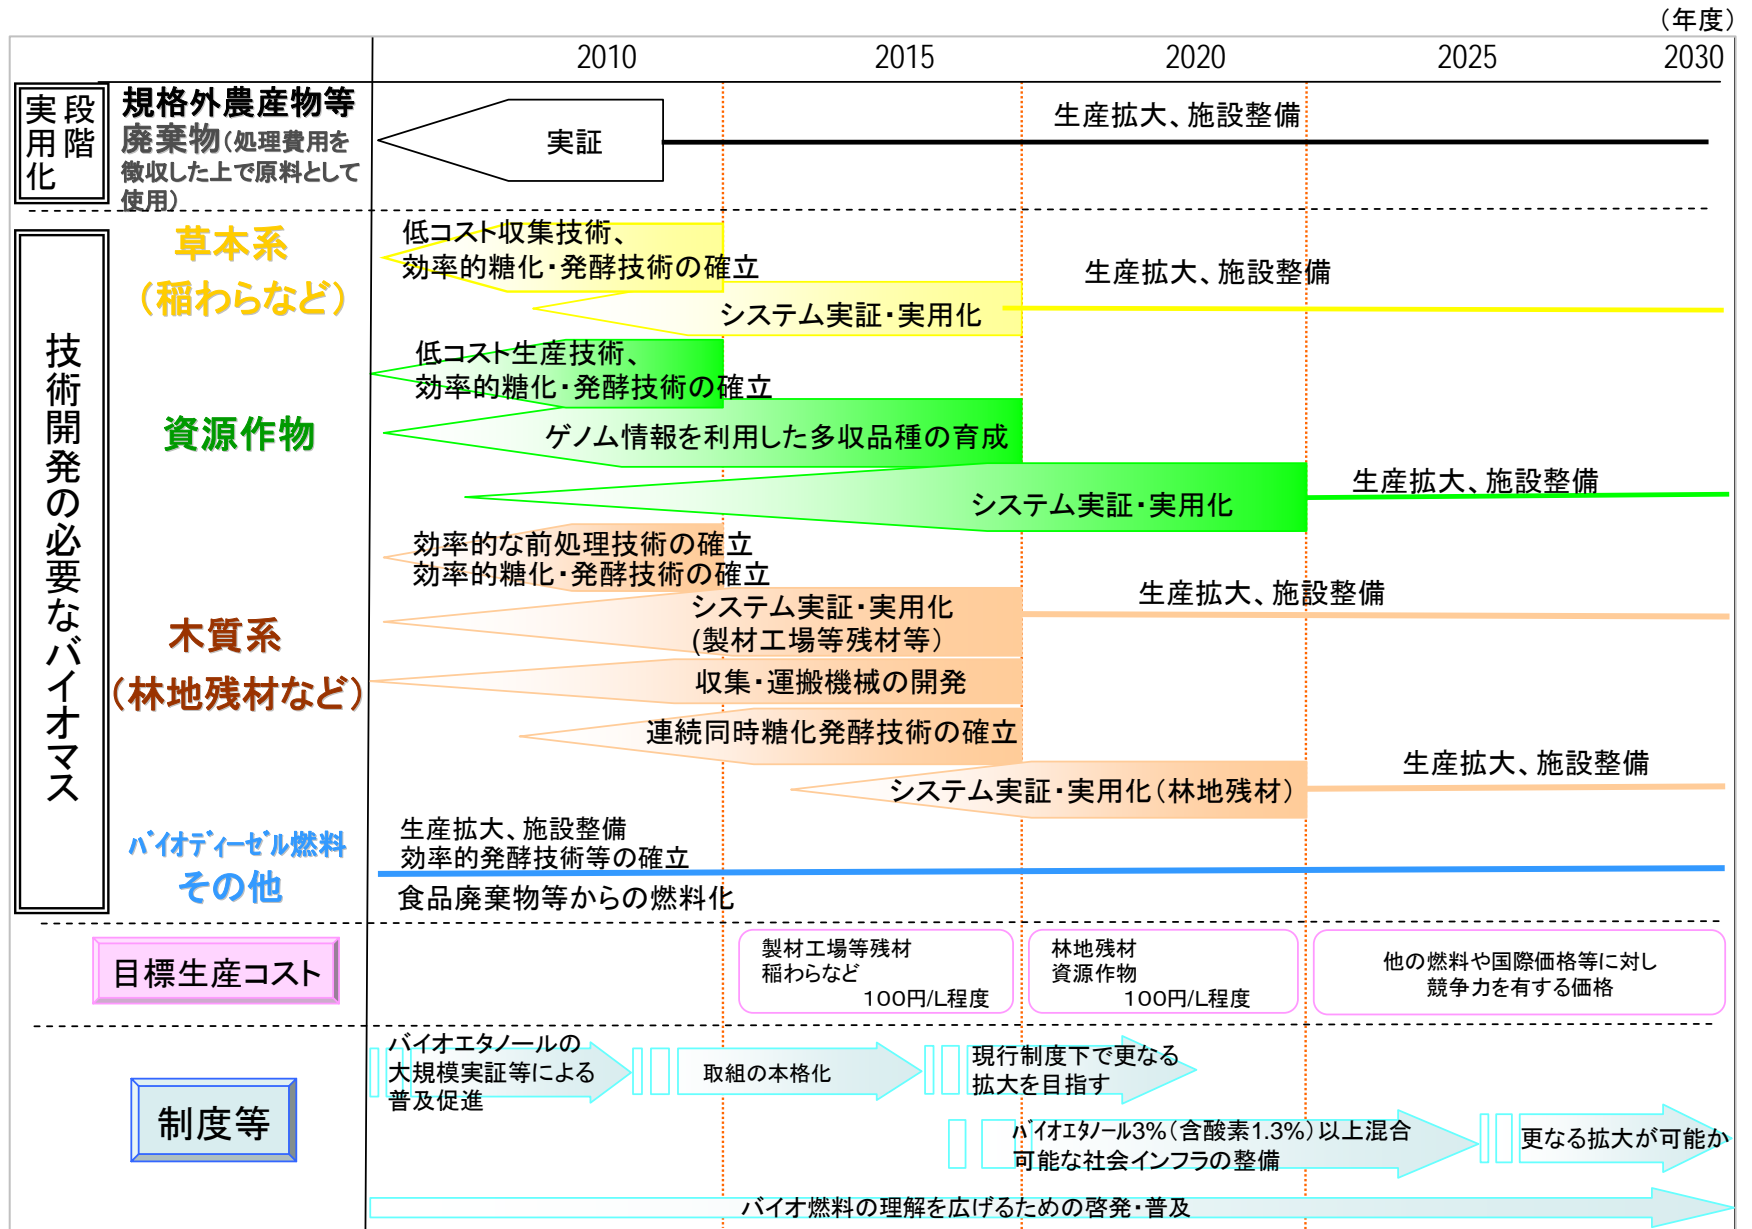 （年度）
2010
2015
2020
2025
2030
実用化
段階
規格外農産物等
廃棄物（処理費用を
徴収した上で原料として
使用）
実証
生産拡大、施設整備
技術開発の必要なバイオマス
草本系
（稲わらなど）
低コスト収集技術、
効率的糖化・発酵技術の確立
システム実証・実用化
生産拡大、施設整備
資源作物
低コスト生産技術、
効率的糖化・発酵技術の確立
ゲノム情報を利用した多収品種の育成
システム実証・実用化
生産拡大、施設整備
木質系
（林地残材など）
効率的な前処理技術の確立
効率的糖化・発酵技術の確立
システム実証・実用化
(製材工場等残材等）
生産拡大、施設整備
収集・運搬機械の開発
連続同時糖化発酵技術の確立
システム実証・実用化（林地残材）
生産拡大、施設整備
ﾊﾞｲｵﾃﾞｨｰｾﾞﾙ燃料
その他
生産拡大、施設整備
効率的発酵技術等の確立
食品廃棄物等からの燃料化
目標生産コスト
製材工場等残材
稲わらなど
100円/L程度
林地残材
資源作物
100円/L程度
他の燃料や国際価格等に対し
競争力を有する価格
制度等
バイオエタノールの
大規模実証等による
普及促進
取組の本格化
現行制度下で更なる
拡大を目指す
ﾊﾞｲｵｴﾀﾉｰﾙ3％（含酸素1.3％）以上混合
可能な社会インフラの整備
更なる拡大が可能か
バイオ燃料の理解を広げるための啓発・普及